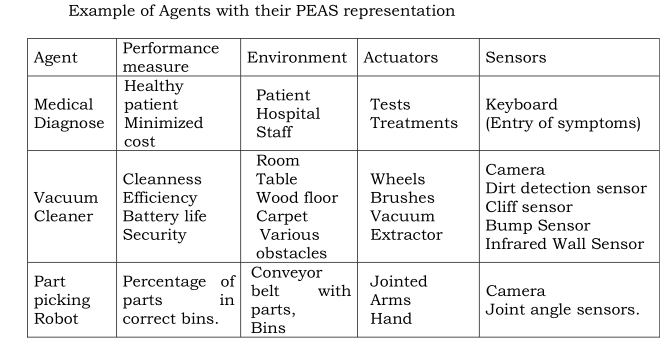 Example of Agents with their PEAS representation
Agent
Performance
measure
Environment
Actuators
Sensors
Medical
Diagnose
Healthy
patient
Minimized
cost
Patient
Hospital
Staff
Tests
Treatments
Keyboard
(Entry of symptoms)
Vacuum
Cleaner
Cleanness
Efficiency
Battery life
Security
Room
Table
Wood floor
Carpet
Various
obstacles
Wheels
Brushes
Vacuum
Extractor
Camera
Dirt detection sensor
Cliff sensor
Bump Sensor
Infrared Wall Sensor
Part
picking
Robot
Percentage of
parts in
correct bins.
Conveyor
belt with
parts,
Bins
Jointed
Arms
Hand
Camera
Joint angle sensors.